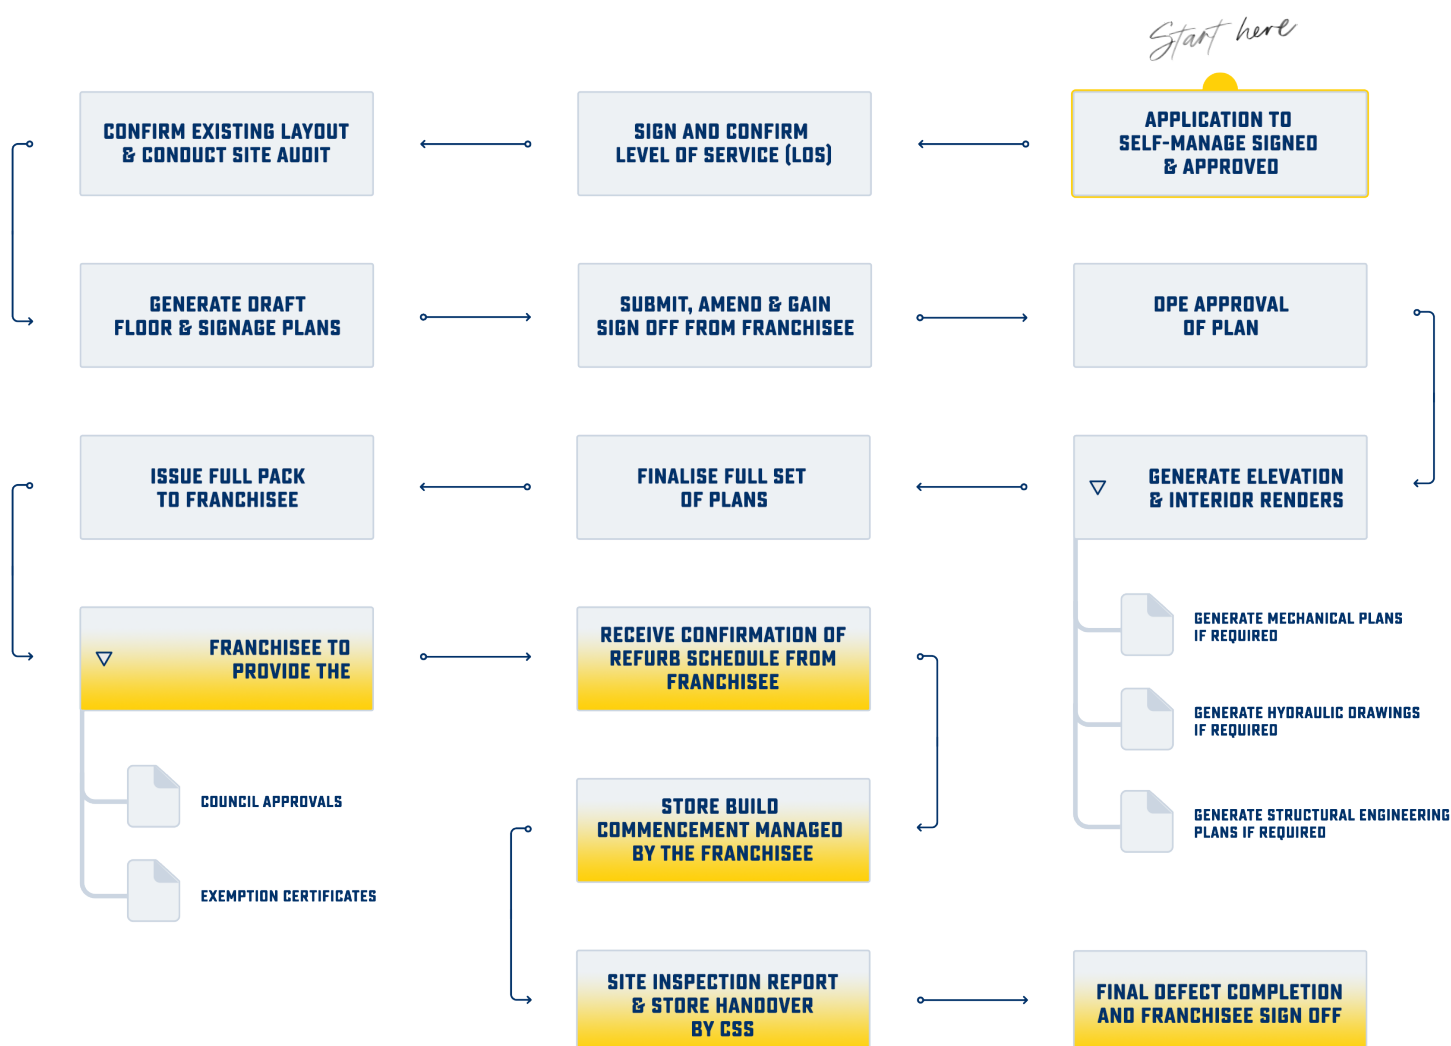 Start here
APPLICATION TO
SELF-MANAGE SIGNED
& APPROVED
SIGN AND CONFIRM
LEVEL OF SERVICE (LOS)
CONFIRM EXISTING LAYOUT
& CONDUCT SITE AUDIT
GENERATE DRAFT
FLOOR & SIGNAGE PLANS
SUBMIT, AMEND & GAIN
SIGN OFF FROM FRANCHISEE
DPE APPROVAL
OF PLAN
GENERATE ELEVATION
& INTERIOR RENDERS
GENERATE MECHANICAL PLANS
IF REQUIRED
GENERATE HYDRAULIC DRAWINGS
IF REQUIRED
GENERATE STRUCTURAL ENGINEERING
PLANS IF REQUIRED
FINALISE FULL SET
OF PLANS
ISSUE FULL PACK
TO FRANCHISEE
FRANCHISEE TO
PROVIDE THE
COUNCIL APPROVALS
EXEMPTION CERTIFICATES
RECEIVE CONFIRMATION OF
REFURB SCHEDULE FROM
FRANCHISEE
STORE BUILD
COMMENCEMENT MANAGED
BY THE FRANCHISEE
SITE INSPECTION REPORT
& STORE HANDOVER
BY CSS
FINAL DEFECT COMPLETION
AND FRANCHISEE SIGN OFF